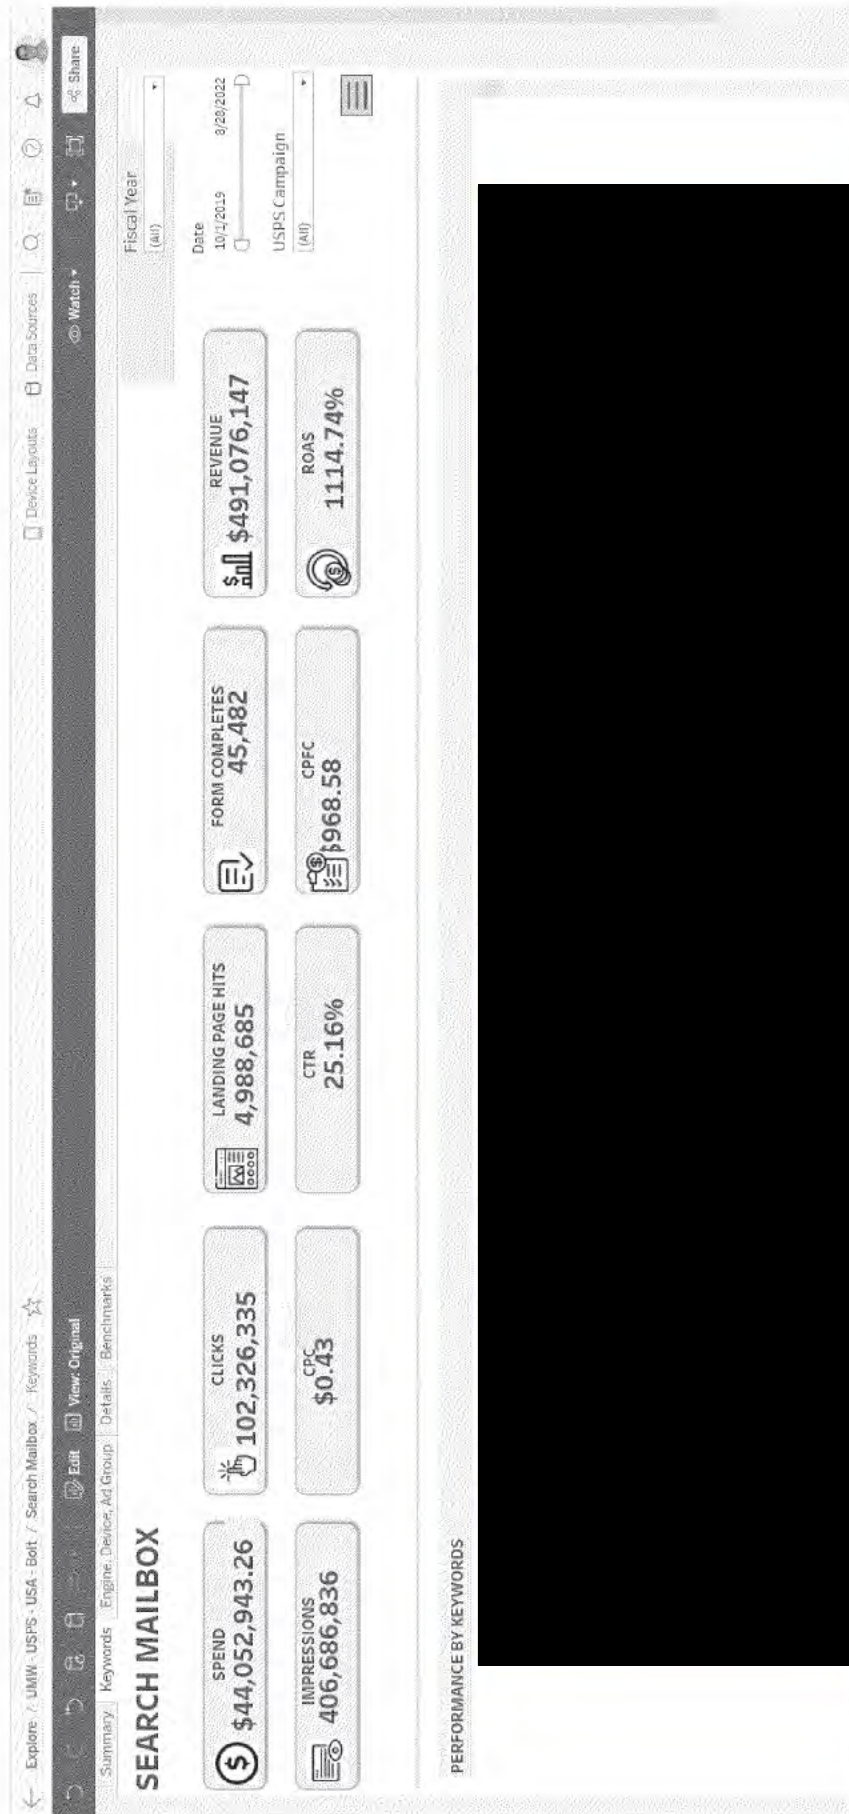 Explore / UMW - USPS - USA - Bolt / Search Mailbox / Keywords
Device Layouts Data Sources
Edit View: Original
Watch Share
Summary Keywords Engine, Device, Ad Group Details Benchmarks
SEARCH MAILBOX
Fiscal Year
(All)
Date
10/1/2019 8/28/2022
USPS Campaign
(All)
SPEND
$44,052,943.26
CLICKS
102,326,335
LANDING PAGE HITS
4,988,685
FORM COMPLETES
45,482
REVENUE
$491,076,147
IMPRESSIONS
406,686,836
CPC
$0.43
CTR
25.16%
CPFC
$968.58
ROAS
1114.74%
PERFORMANCE BY KEYWORDS